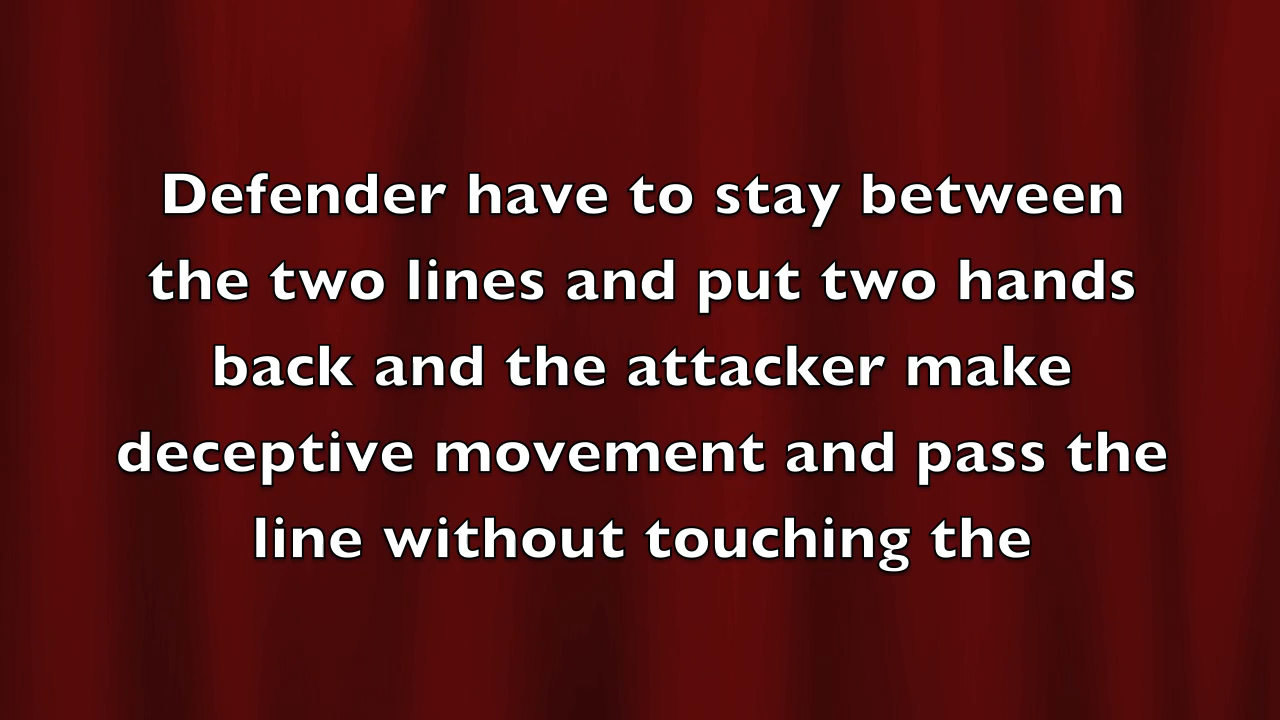 Defender have to stay between
the two lines and put two hands
back and the attacker make
deceptive movement and pass the
line without touching the